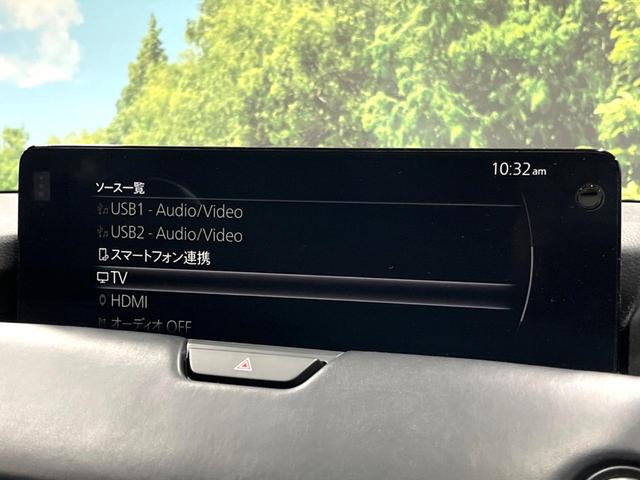 10:32am
ソース一覧
USB1 - Audio/Video
USB2 - Audio/Video
スマートフォン連携
TV
HDMI
オーディオ OFF